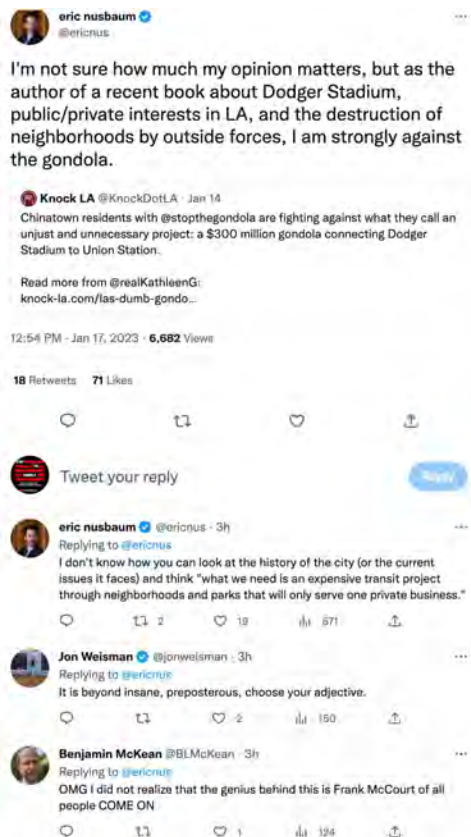 eric nusbaum
@ericnus
I'm not sure how much my opinion matters, but as the
author of a recent book about Dodger Stadium,
public/private interests in LA, and the destruction of
neighborhoods by outside forces, I am strongly against
the gondola.
Knock LA @KnockDotLA · Jan 14
Chinatown residents with @stopthegondola are fighting against what they call an
unjust and unnecessary project: a $300 million gondola connecting Dodger
Stadium to Union Station.
Read more from @realKathleenG:
knock-la.com/las-dumb-gondo...
12:54 PM · Jan 17, 2023 · 6,682 Views
18 Retweets 71 Likes
Tweet your reply
Reply
eric nusbaum @ericnus · 3h
Replying to @ericnus
I don't know how you can look at the history of the city (or the current
issues it faces) and think "what we need is an expensive transit project
through neighborhoods and parks that will only serve one private business."
2 19 671
Jon Weisman @jonweisman · 3h
Replying to @ericnus
It is beyond insane, preposterous, choose your adjective.
2 150
Benjamin McKean @BLMcKean · 3h
Replying to @ericnus
OMG I did not realize that the genius behind this is Frank McCourt of all
people COME ON
1 124